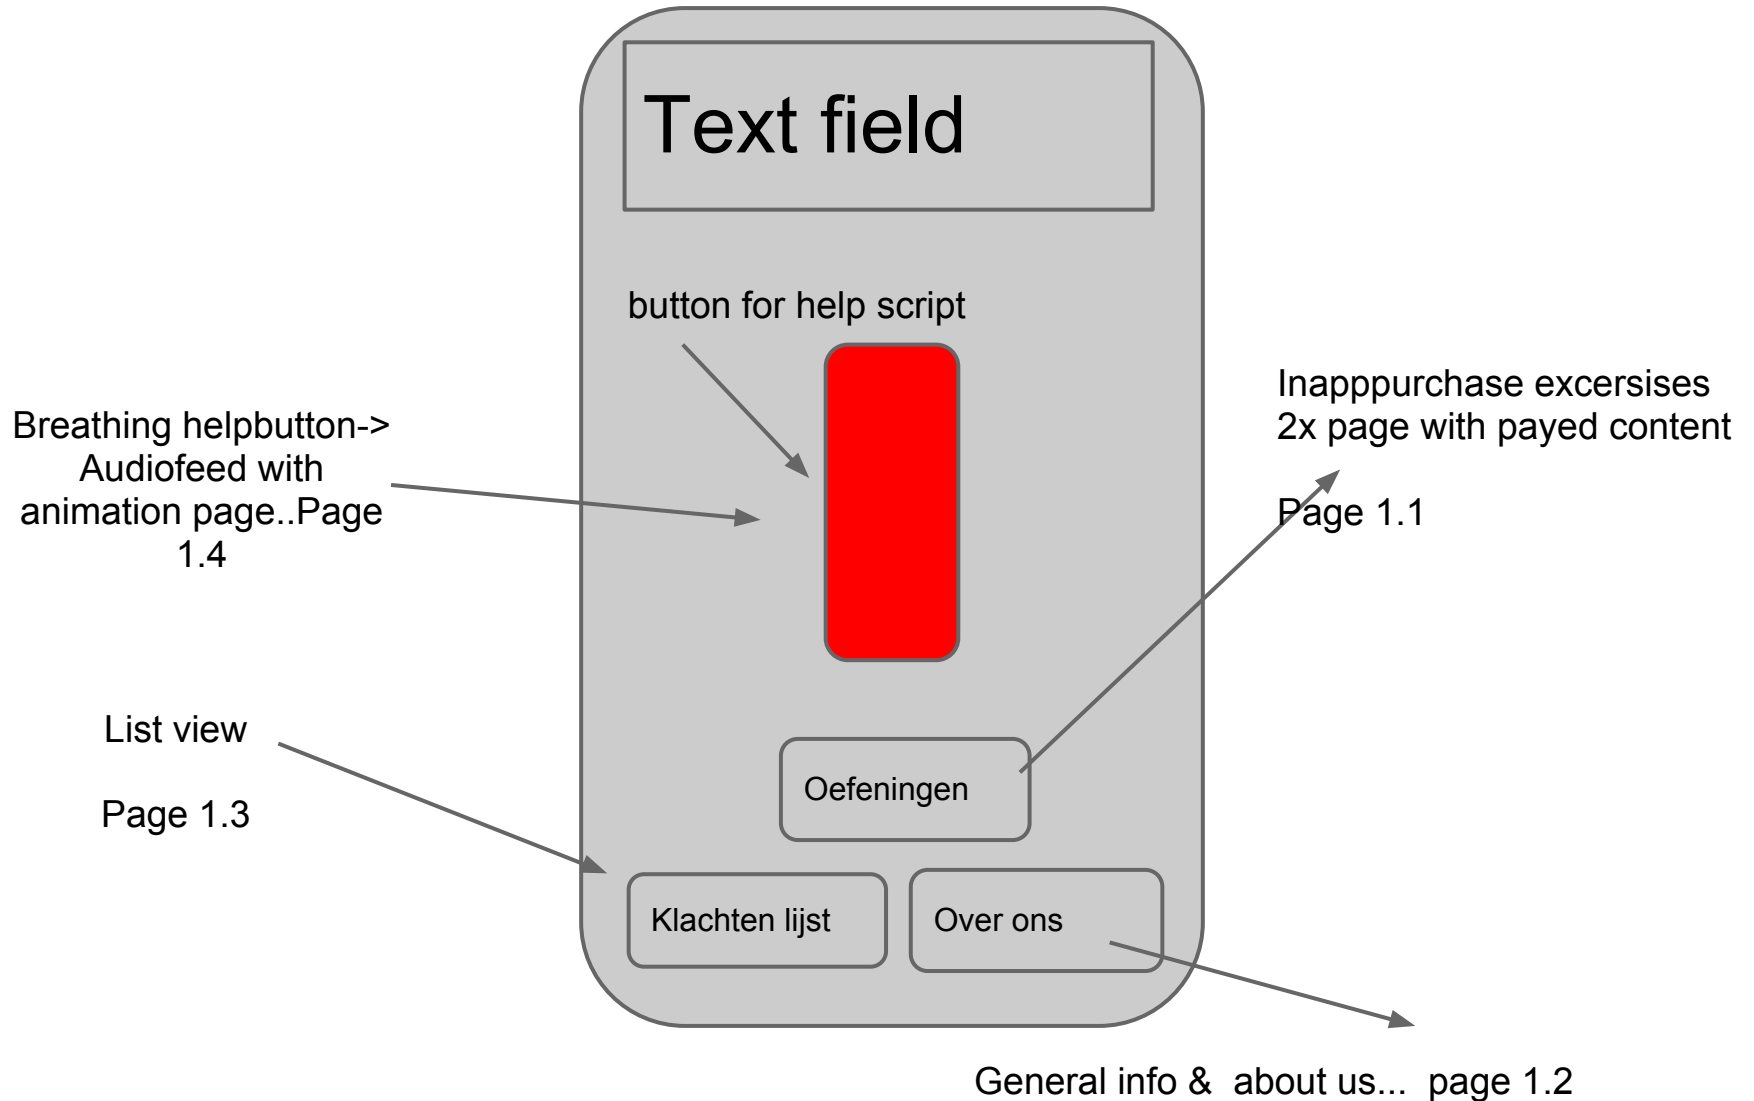 Text field
button for help script
Inapppurchase excersises
2x page with payed content
Page 1.1
Breathing helpbutton->
Audiofeed with
animation page..Page
1.4
List view
Page 1.3
Oefeningen
Klachten lijst
Over ons
General info & about us... page 1.2